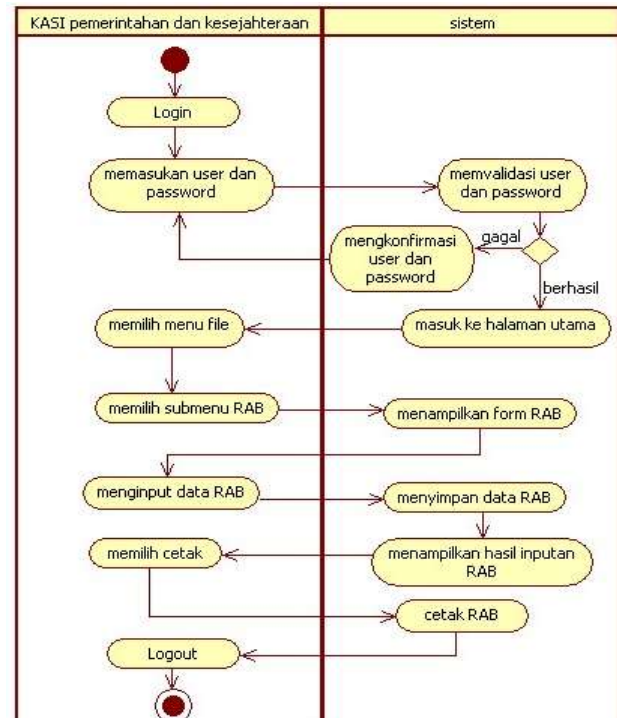 KASI pemerintahan dan kesejahteraan
sistem
Login
memasukan user dan
password
memvalidasi user
dan password
gagal
mengkonfirmasi
user dan
password
berhasil
masuk ke halaman utama
memilih menu file
memilih submenu RAB
menampilkan form RAB
menginput data RAB
menyimpan data RAB
menampilkan hasil inputan
RAB
memilih cetak
cetak RAB
Logout